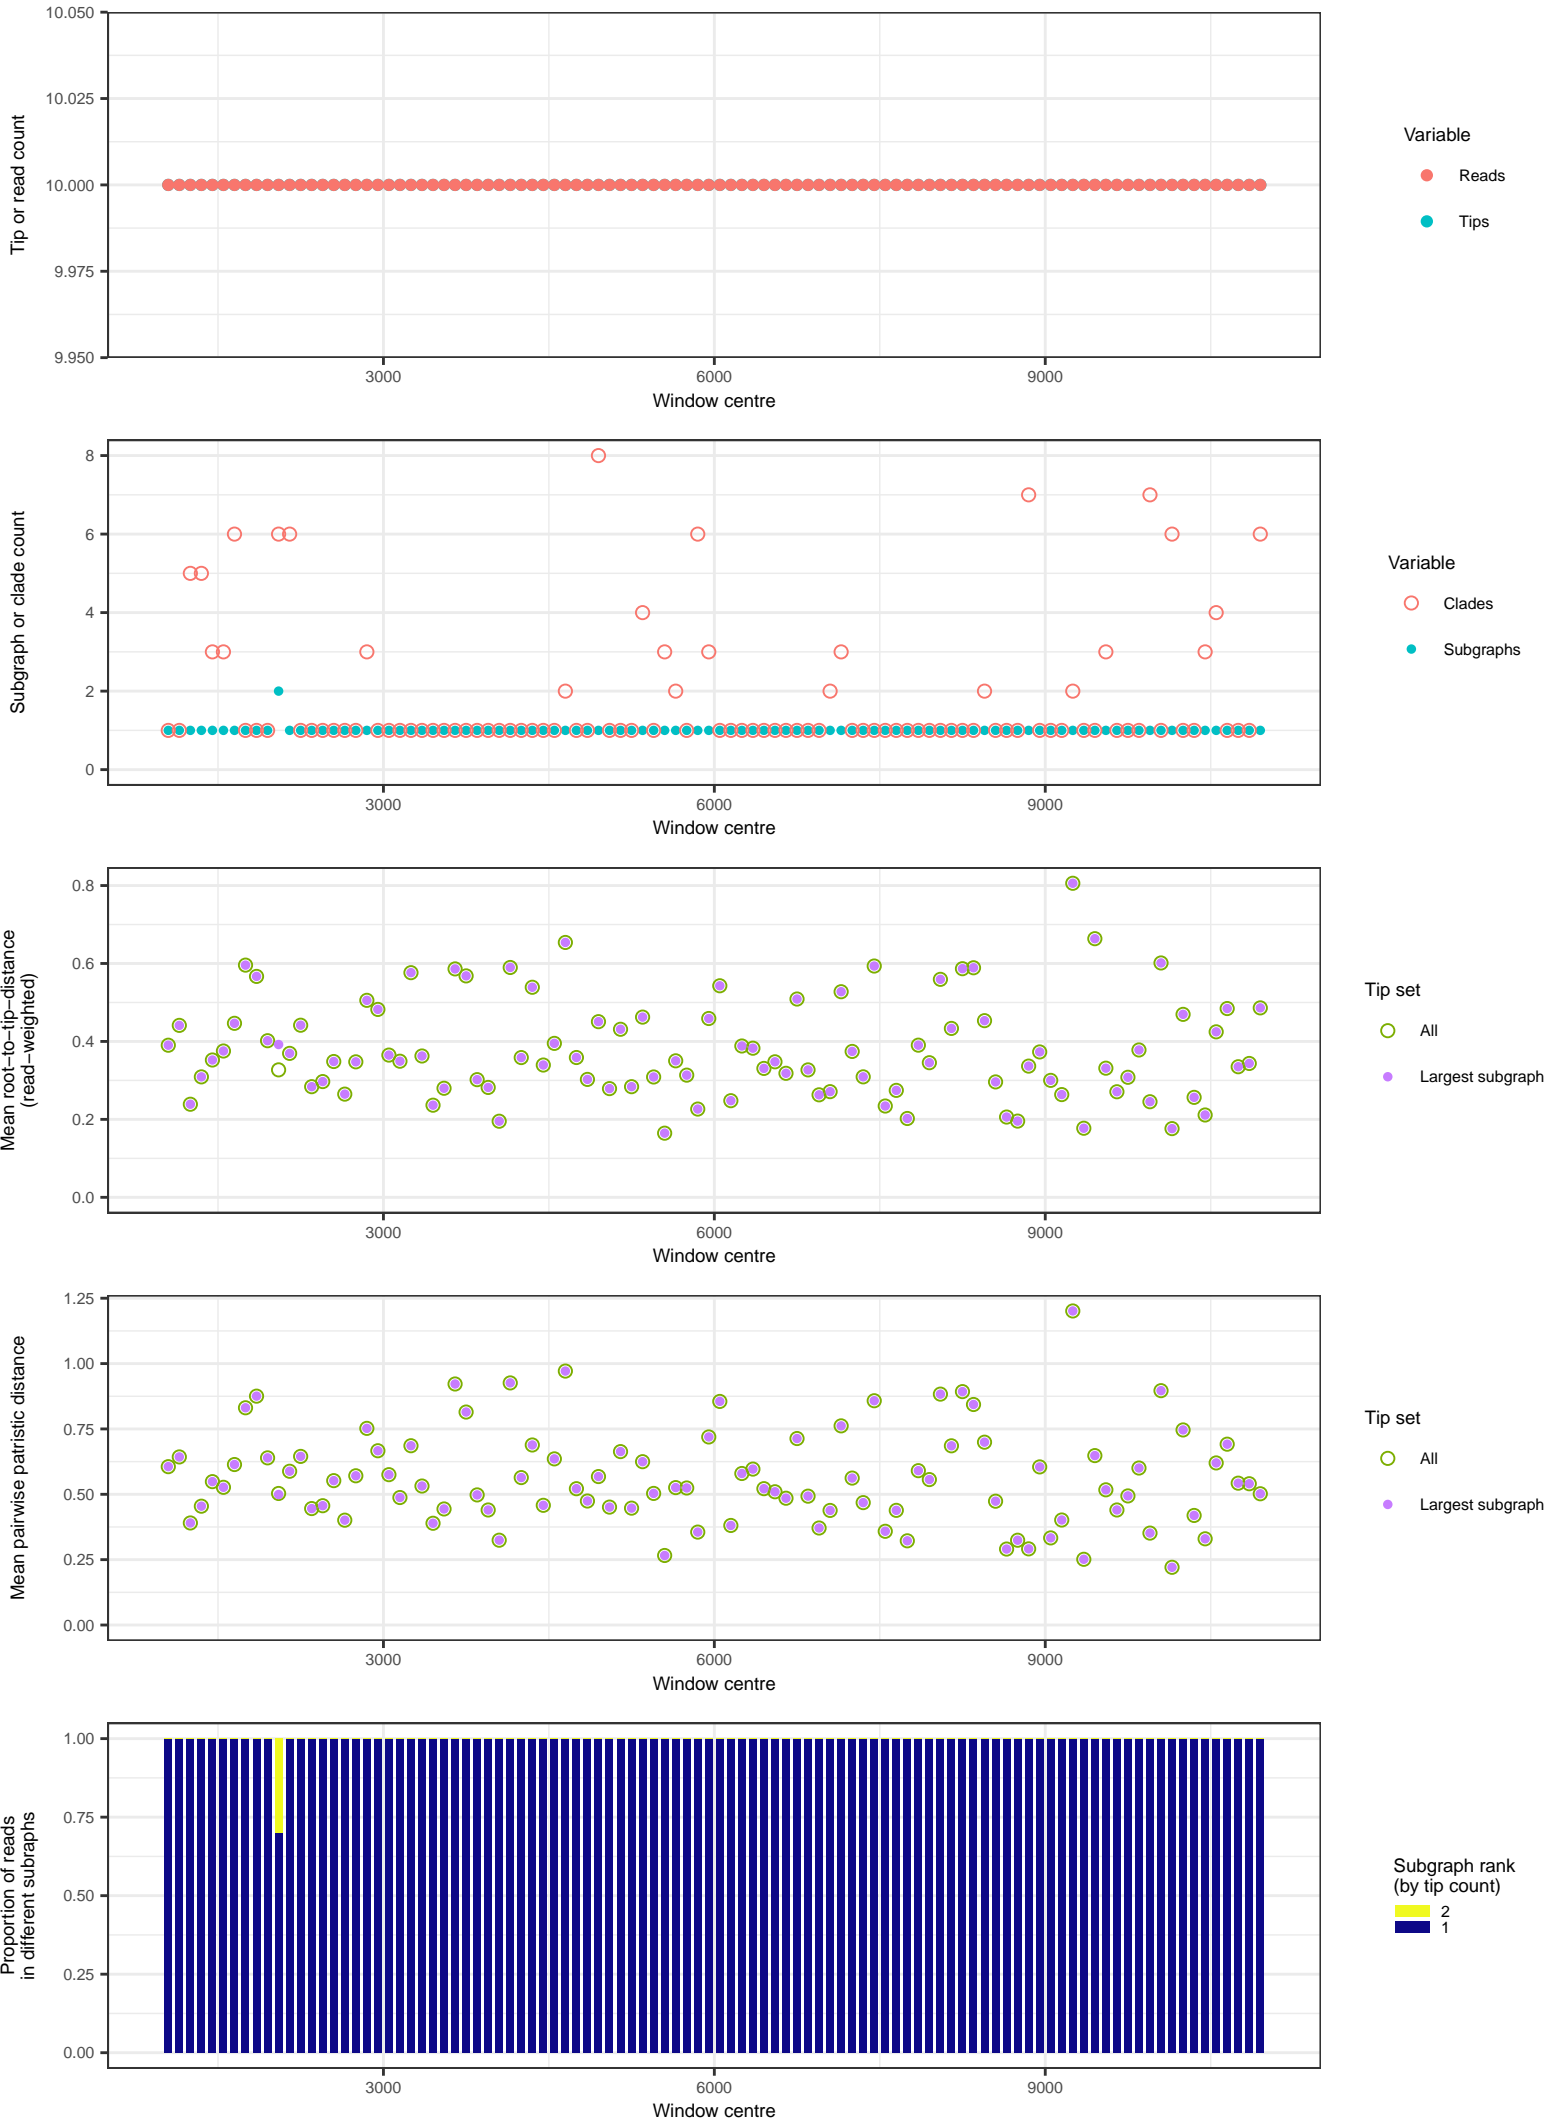 10.050
10.025
10.000
9.975
9.950
Tip or read count
3000
6000
9000
Window centre
Variable
Reads
Tips
8
6
4
2
0
Subgraph or clade count
3000
6000
9000
Window centre
Variable
Clades
Subgraphs
0.8
0.6
0.4
0.2
0.0
Mean root−to−tip−distance
(read−weighted)
3000
6000
9000
Window centre
Tip set
All
Largest subgraph
1.25
1.00
0.75
0.50
0.25
0.00
Mean pairwise patristic distance
3000
6000
9000
Window centre
Tip set
All
Largest subgraph
1.00
0.75
0.50
0.25
0.00
Proportion of reads
in different subraphs
3000
6000
9000
Window centre
Subgraph rank
(by tip count)
2
1